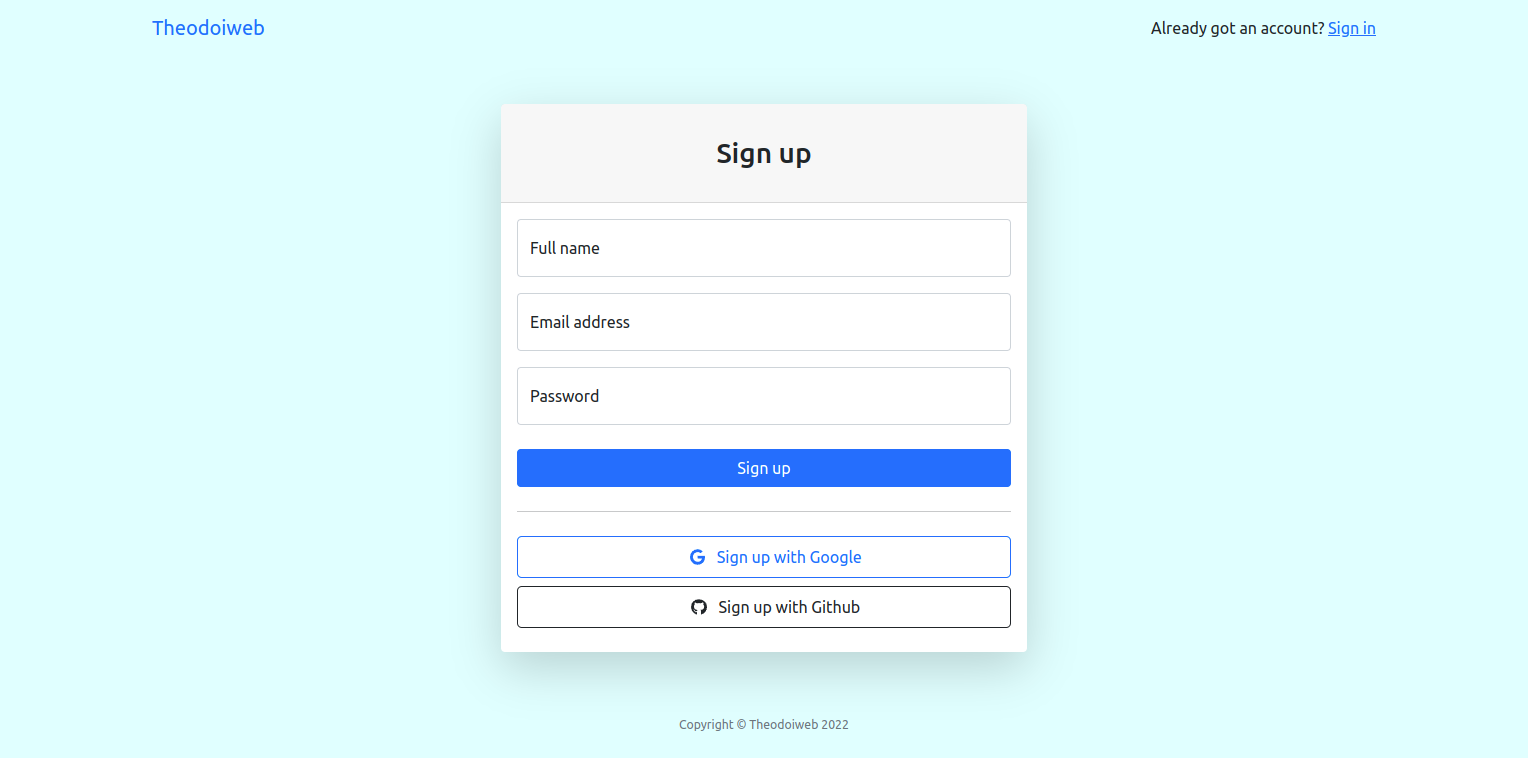 Theodoiweb
Already got an account? Sign in
Sign up
Full name
Email address
Password
Sign up
Sign up with Google
Sign up with Github
Copyright © Theodoiweb 2022